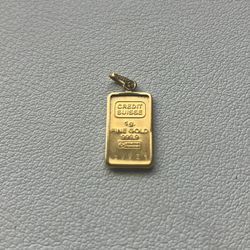 CREDIT
SUISSE
1g
FINE GOLD
999,9